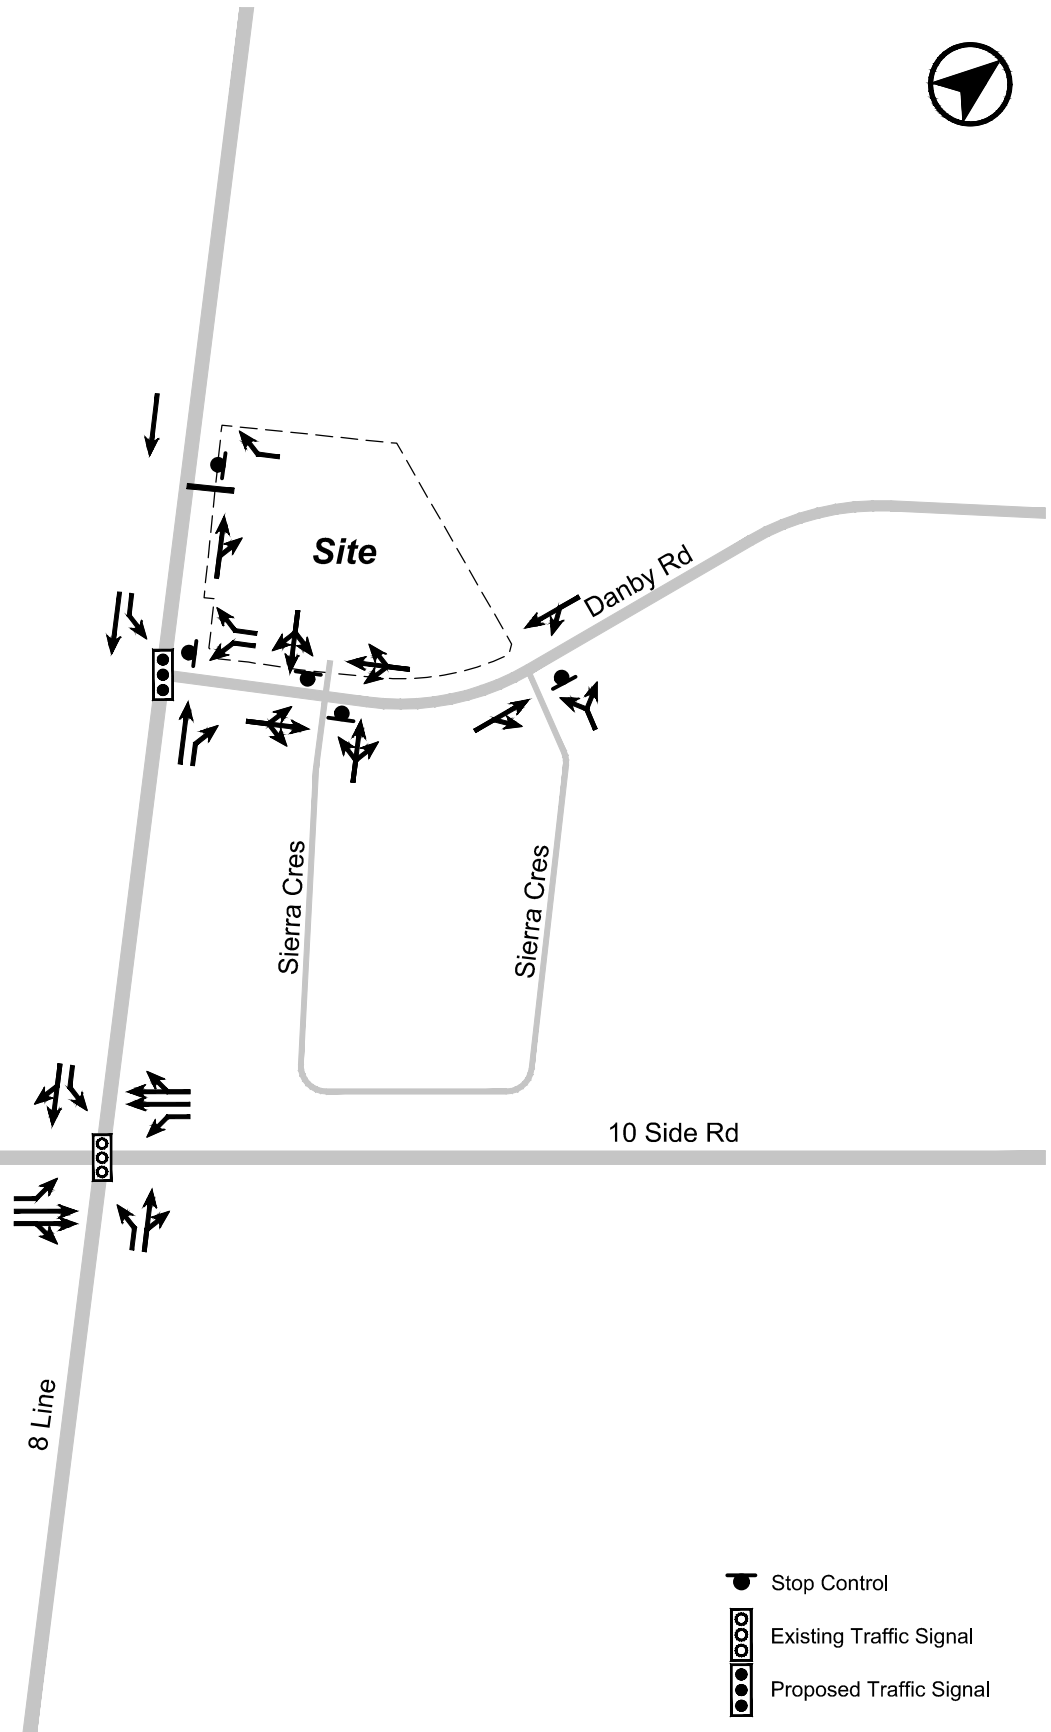 Site
Danby Rd
Sierra Cres
Sierra Cres
10 Side Rd
8 Line
Stop Control
Existing Traffic Signal
Proposed Traffic Signal